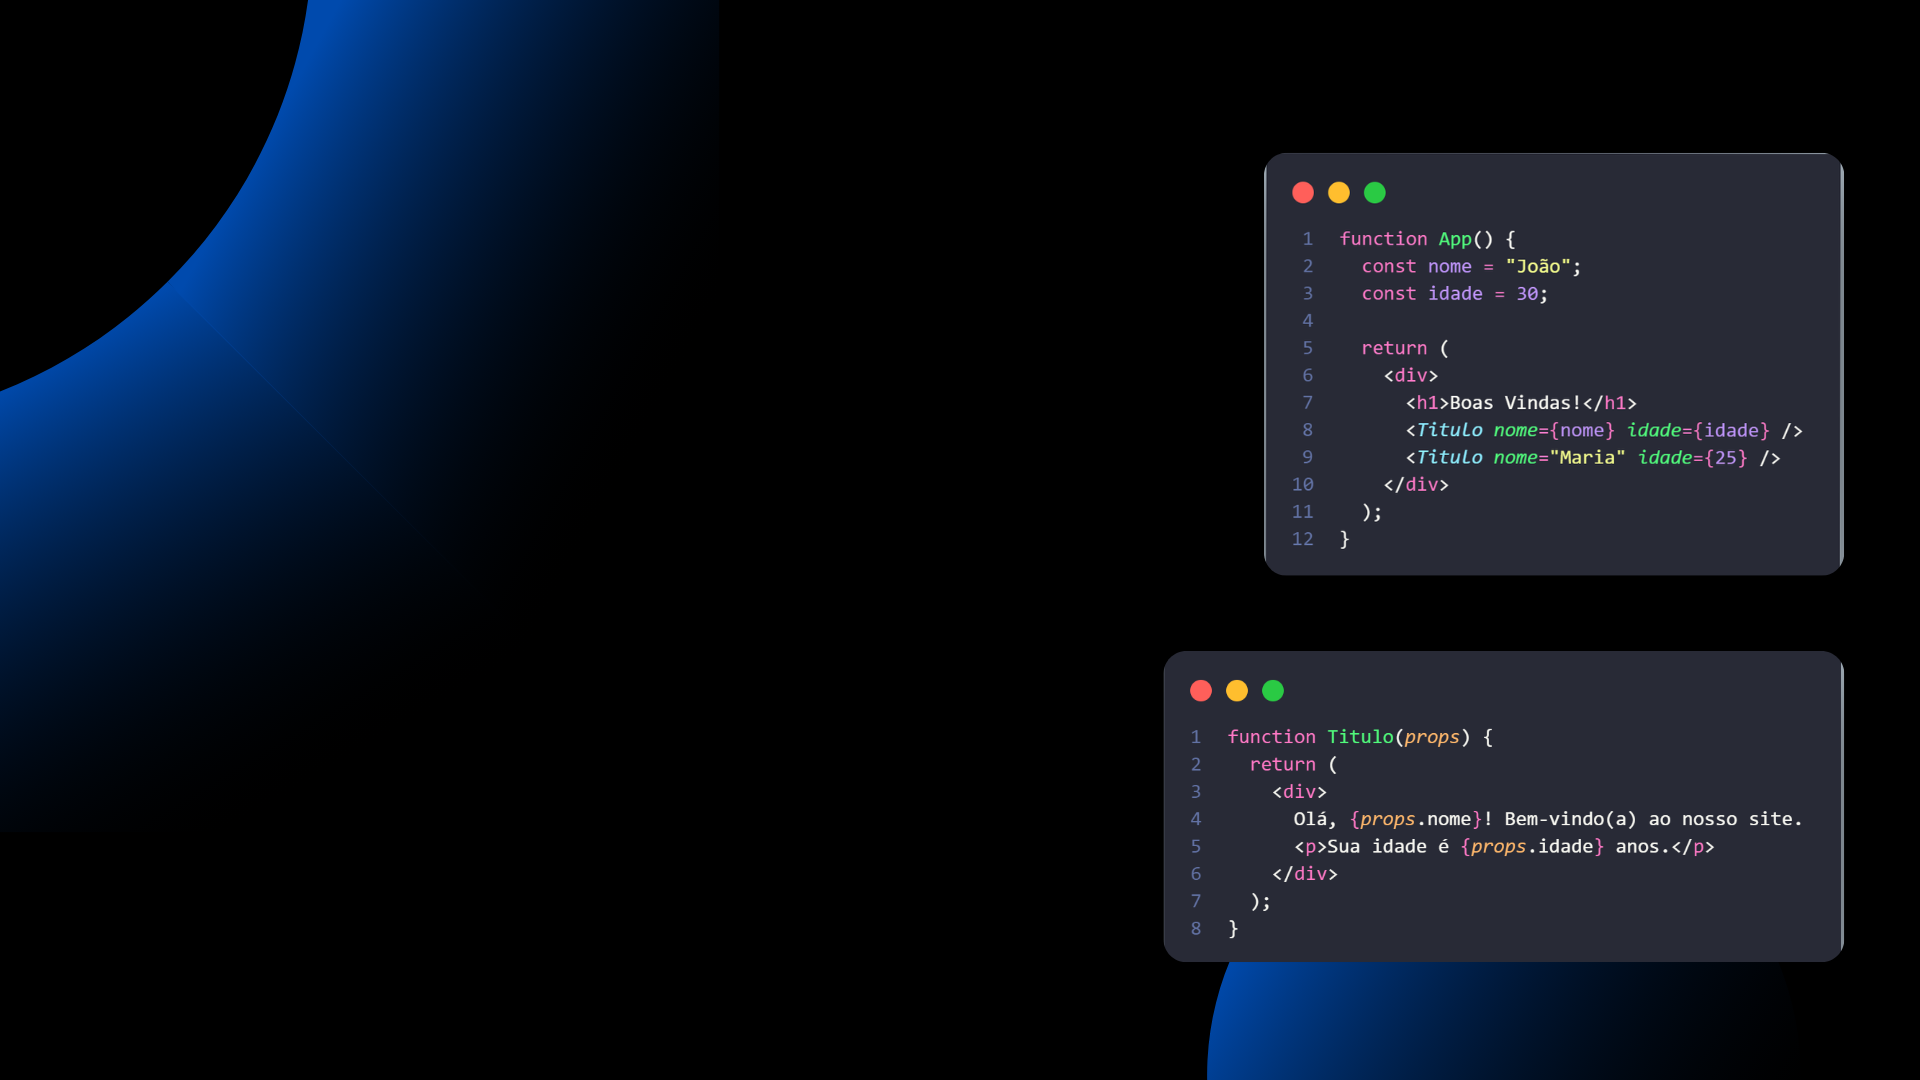 1 function App() {
2   const nome = "João";
3   const idade = 30;
4
5   return (
6     <div>
7       <h1>Boas Vindas!</h1>
8       <Titulo nome={nome} idade={idade} />
9       <Titulo nome="Maria" idade={25} />
10     </div>
11   );
12 }
1 function Titulo(props) {
2   return (
3     <div>
4       Olá, {props.nome}! Bem-vindo(a) ao nosso site.
5       <p>Sua idade é {props.idade} anos.</p>
6     </div>
7   );
8 }